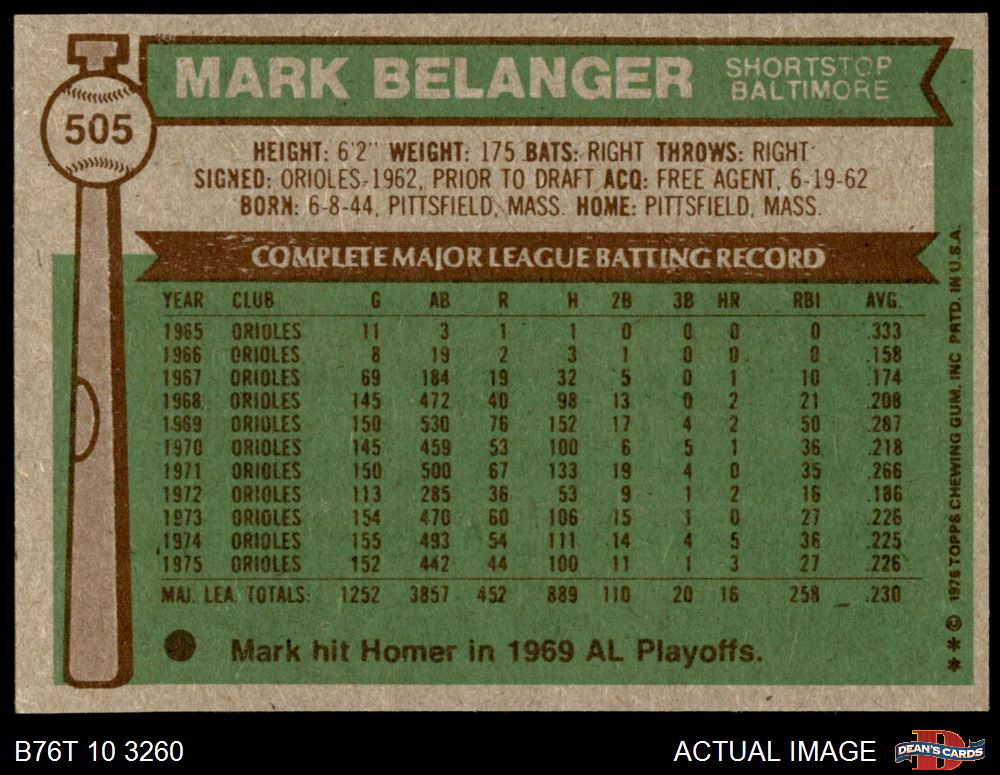 505
MARK BELANGER
SHORTSTOP
BALTIMORE
HEIGHT: 6'2" WEIGHT: 175 BATS: RIGHT THROWS: RIGHT
SIGNED: ORIOLES-1962, PRIOR TO DRAFT ACQ: FREE AGENT, 6-19-62
BORN: 6-8-44, PITTSFIELD, MASS. HOME: PITTSFIELD, MASS.
COMPLETE MAJOR LEAGUE BATTING RECORD
YEAR CLUB G AB R H 2B 3B HR RBI AVG.
1965 ORIOLES 11 3 1 1 0 0 0 0 .333
1966 ORIOLES 8 19 2 3 1 0 0 0 .158
1967 ORIOLES 69 184 19 32 5 0 1 10 .174
1968 ORIOLES 145 472 40 98 13 0 2 21 .208
1969 ORIOLES 150 530 76 152 17 4 2 50 .287
1970 ORIOLES 145 459 53 100 6 5 1 36 .218
1971 ORIOLES 150 500 67 133 19 4 0 35 .266
1972 ORIOLES 113 285 36 53 9 1 2 16 .186
1973 ORIOLES 154 470 60 106 15 1 0 27 .226
1974 ORIOLES 155 493 54 111 14 4 5 36 .225
1975 ORIOLES 152 442 44 100 11 1 3 27 .226
MAJ. LEA. TOTALS: 1252 3857 452 889 110 20 16 258 .230
Mark hit Homer in 1969 AL Playoffs.
** © 1976 TOPPS CHEWING GUM, INC PRTD. IN U.S.A.
B76T 10 3260
ACTUAL IMAGE
DEAN'S CARDS